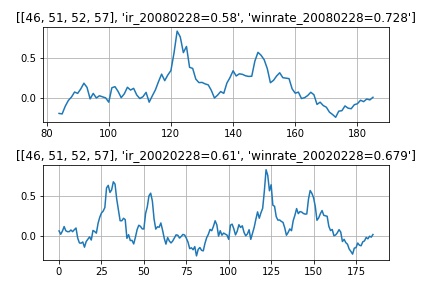 [[46, 51, 52, 57], 'ir_20080228=0.58', 'winrate_20080228=0.728']
0.5
0.0
80 100 120 140 160 180
[[46, 51, 52, 57], 'ir_20020228=0.61', 'winrate_20020228=0.679']
0.5
0.0
0 25 50 75 100 125 150 175